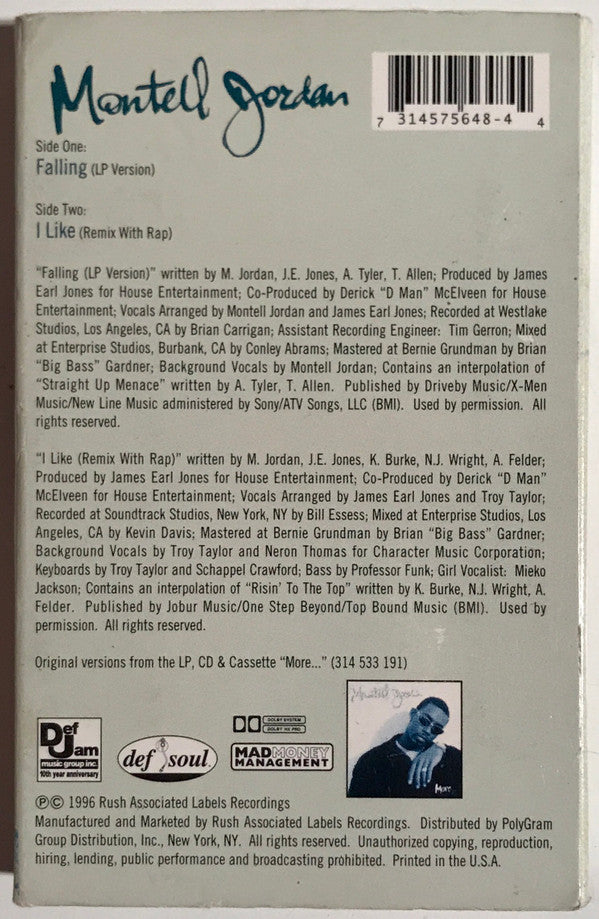 Montell Jordan
7 314575648-4 4
Side One:
Falling (LP Version)
Side Two:
I Like (Remix With Rap)
"Falling (LP Version)" written by M. Jordan, J.E. Jones, A. Tyler, T. Allen; Produced by James
Earl Jones for House Entertainment; Co-Produced by Derick "D Man" McElveen for House
Entertainment; Vocals Arranged by Montell Jordan and James Earl Jones; Recorded at Westlake
Studios, Los Angeles, CA by Brian Carrigan; Assistant Recording Engineer: Tim Gerron; Mixed
at Enterprise Studios, Burbank, CA by Conley Abrams; Mastered at Bernie Grundman by Brian
"Big Bass" Gardner; Background Vocals by Montell Jordan; Contains an interpolation of
"Straight Up Menace" written by A. Tyler, T. Allen. Published by Driveby Music/X-Men
Music/New Line Music administered by Sony/ATV Songs, LLC (BMI). Used by permission. All
rights reserved.
"I Like (Remix With Rap)" written by M. Jordan, J.E. Jones, K. Burke, N.J. Wright, A. Felder;
Produced by James Earl Jones for House Entertainment; Co-Produced by Derick "D Man"
McElveen for House Entertainment; Vocals Arranged by James Earl Jones and Troy Taylor;
Recorded at Soundtrack Studios, New York, NY by Bill Essess; Mixed at Enterprise Studios, Los
Angeles, CA by Kevin Davis; Mastered at Bernie Grundman by Brian "Big Bass" Gardner;
Background Vocals by Troy Taylor and Neron Thomas for Character Music Corporation;
Keyboards by Troy Taylor and Schappel Crawford; Bass by Professor Funk; Girl Vocalist: Mieko
Jackson; Contains an interpolation of "Risin' To The Top" written by K. Burke, N.J. Wright, A.
Felder. Published by Jobur Music/One Step Beyond/Top Bound Music (BMI). Used by
permission. All rights reserved.
Original versions from the LP, CD & Cassette "More..." (314 533 191)
Def
Jam
music group inc.
10th year anniversary
def soul
DOLBY SYSTEM
DOLBY HX PRO
MADMONEY
MANAGEMENT
Montell Jordan
More
℗© 1996 Rush Associated Labels Recordings
Manufactured and Marketed by Rush Associated Labels Recordings. Distributed by PolyGram
Group Distribution, Inc., New York, NY. All rights reserved. Unauthorized copying, reproduction,
hiring, lending, public performance and broadcasting prohibited. Printed in the U.S.A.